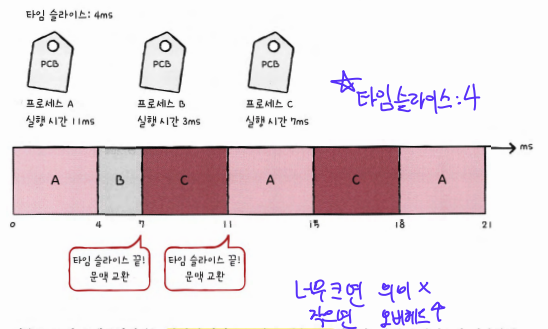 타임 슬라이스: 4ms
PCB PCB PCB
프로세스 A 프로세스 B 프로세스 C
실행 시간 11ms 실행 시간 3ms 실행 시간 7ms
☆타임슬라이스:4
A B C A C A ms
0 4 7 11 15 18 21
타임 슬라이스 끝! 타임 슬라이스 끝!
문맥 교환 문맥 교환
너무크면 의미 X
작으면 오버헤드↑